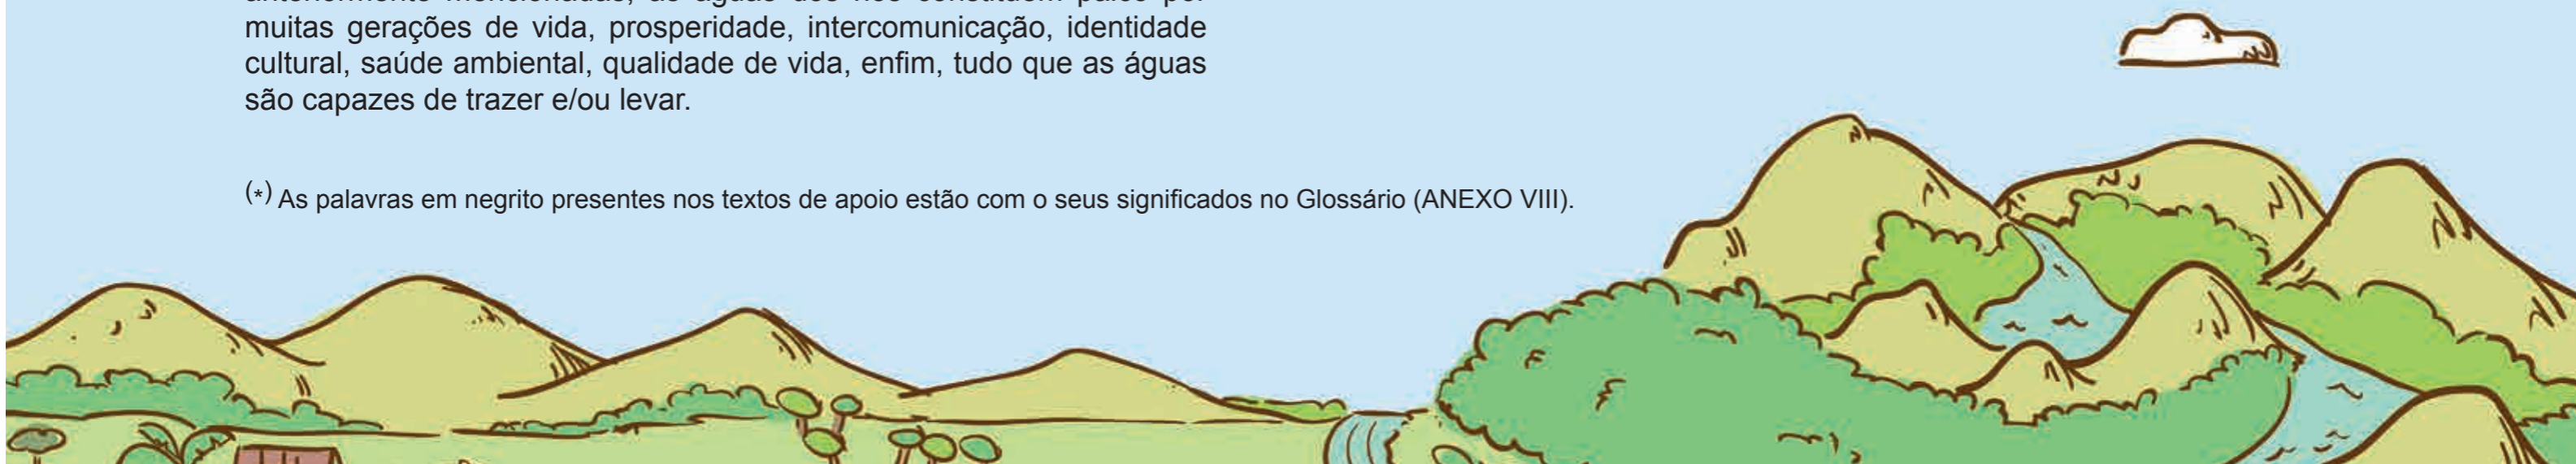 muitas gerações de vida, prosperidade, intercomunicação, identidade
cultural, saúde ambiental, qualidade de vida, enfim, tudo que as águas
são capazes de trazer e/ou levar.
(*) As palavras em negrito presentes nos textos de apoio estão com o seus significados no Glossário (ANEXO VIII).